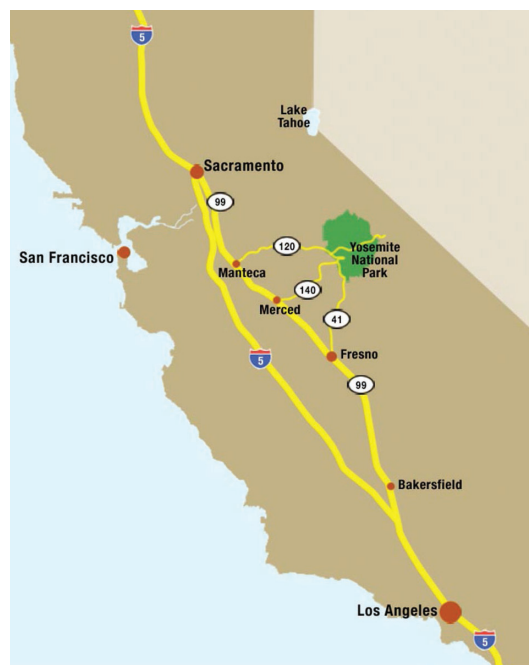 5
Lake
Tahoe
Sacramento
99
120
Yosemite
National
Park
San Francisco
Manteca
140
Merced
41
Fresno
5
99
Bakersfield
Los Angeles
5